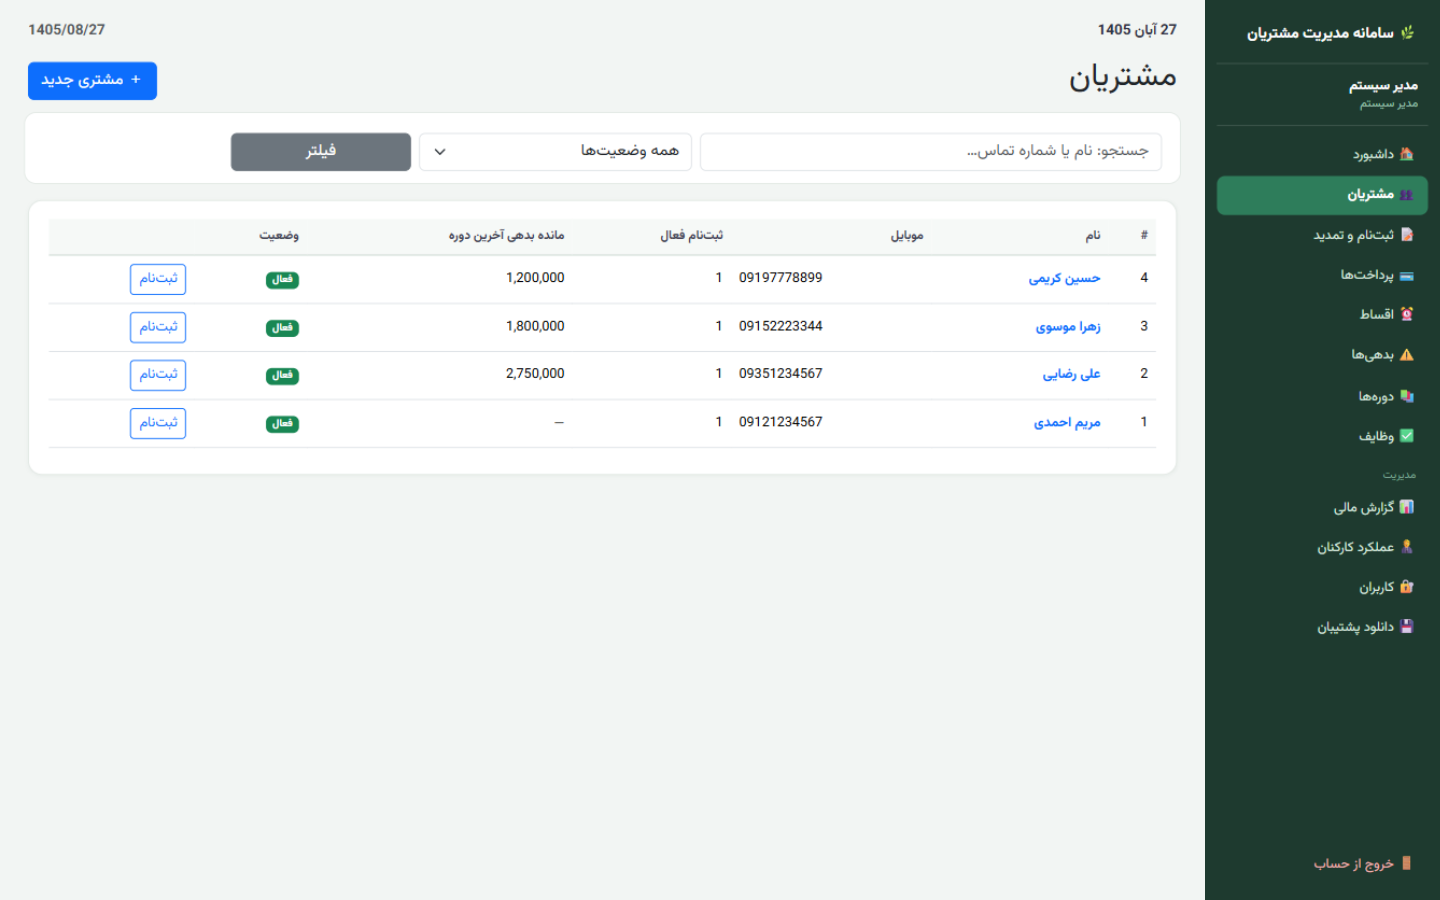 سامانه مدیریت مشتریان
مدیر سیستم
مدیر سیستم
داشبورد
مشتریان
ثبت‌نام و تمدید
پرداخت‌ها
اقساط
بدهی‌ها
دوره‌ها
وظایف
مدیریت
گزارش مالی
عملکرد کارکنان
کاربران
دانلود پشتیبان
خروج از حساب
27 آبان 1405
1405/08/27
مشتریان
+ مشتری جدید
جستجو: نام یا شماره تماس...
همه وضعیت‌ها
فیلتر
# نام موبایل ثبت‌نام فعال مانده بدهی آخرین دوره وضعیت
4 حسین کریمی 09197778899 1 1,200,000 فعال ثبت‌نام
3 زهرا موسوی 09152223344 1 1,800,000 فعال ثبت‌نام
2 علی رضایی 09351234567 1 2,750,000 فعال ثبت‌نام
1 مریم احمدی 09121234567 1 — فعال ثبت‌نام